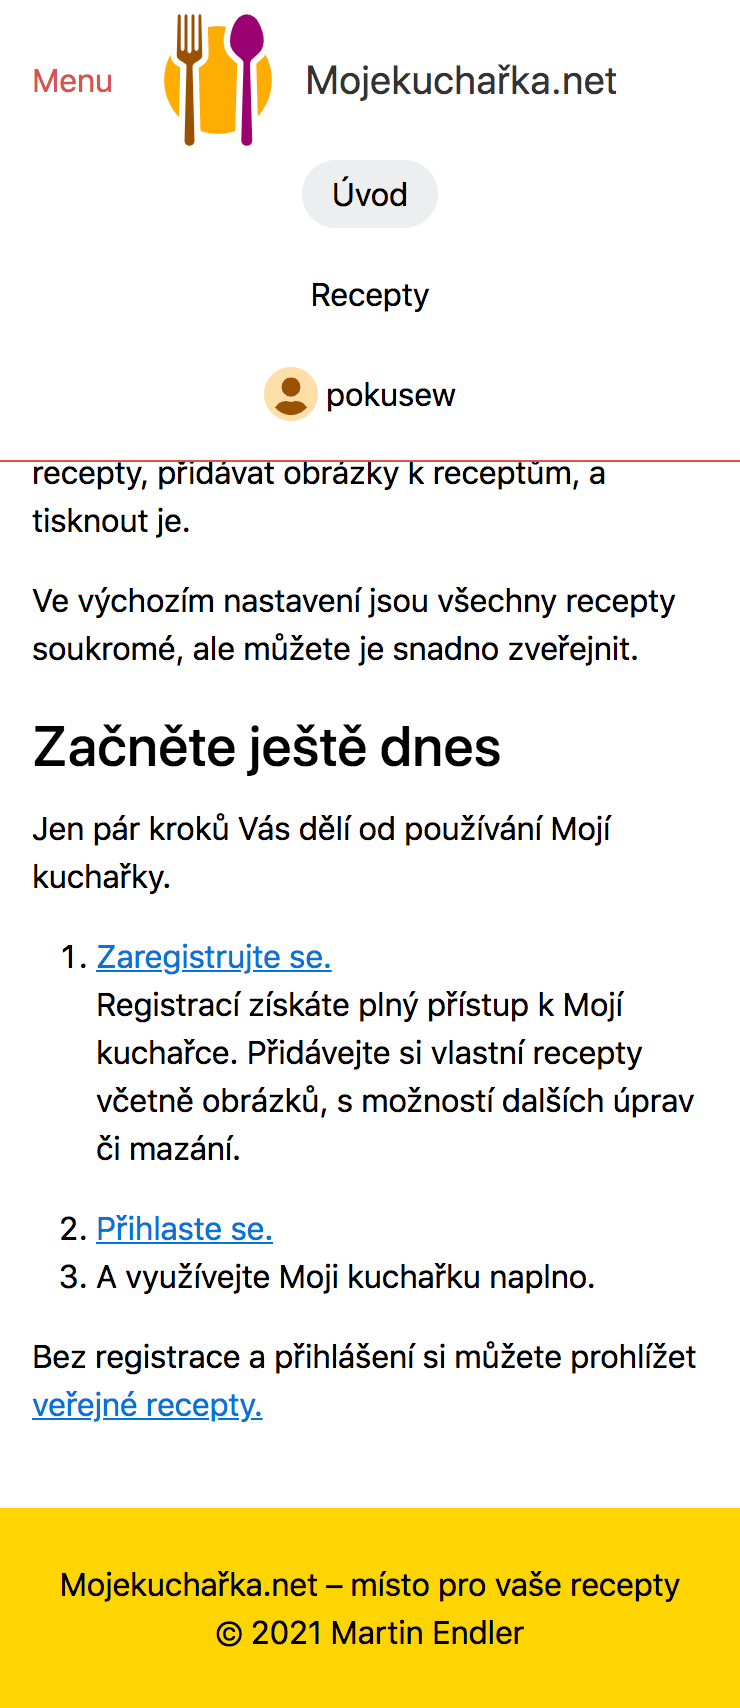 Menu
Mojekuchařka.net
Úvod
Recepty
pokusew
recepty, přidávat obrázky k receptům, a
tisknout je.
Ve výchozím nastavení jsou všechny recepty
soukromé, ale můžete je snadno zveřejnit.
Začněte ještě dnes
Jen pár kroků Vás dělí od používání Mojí
kuchařky.
1. Zaregistrujte se.
Registrací získáte plný přístup k Mojí
kuchařce. Přidávejte si vlastní recepty
včetně obrázků, s možností dalších úprav
či mazání.
2. Přihlaste se.
3. A využívejte Moji kuchařku naplno.
Bez registrace a přihlášení si můžete prohlížet
veřejné recepty.
Mojekuchařka.net – místo pro vaše recepty
© 2021 Martin Endler